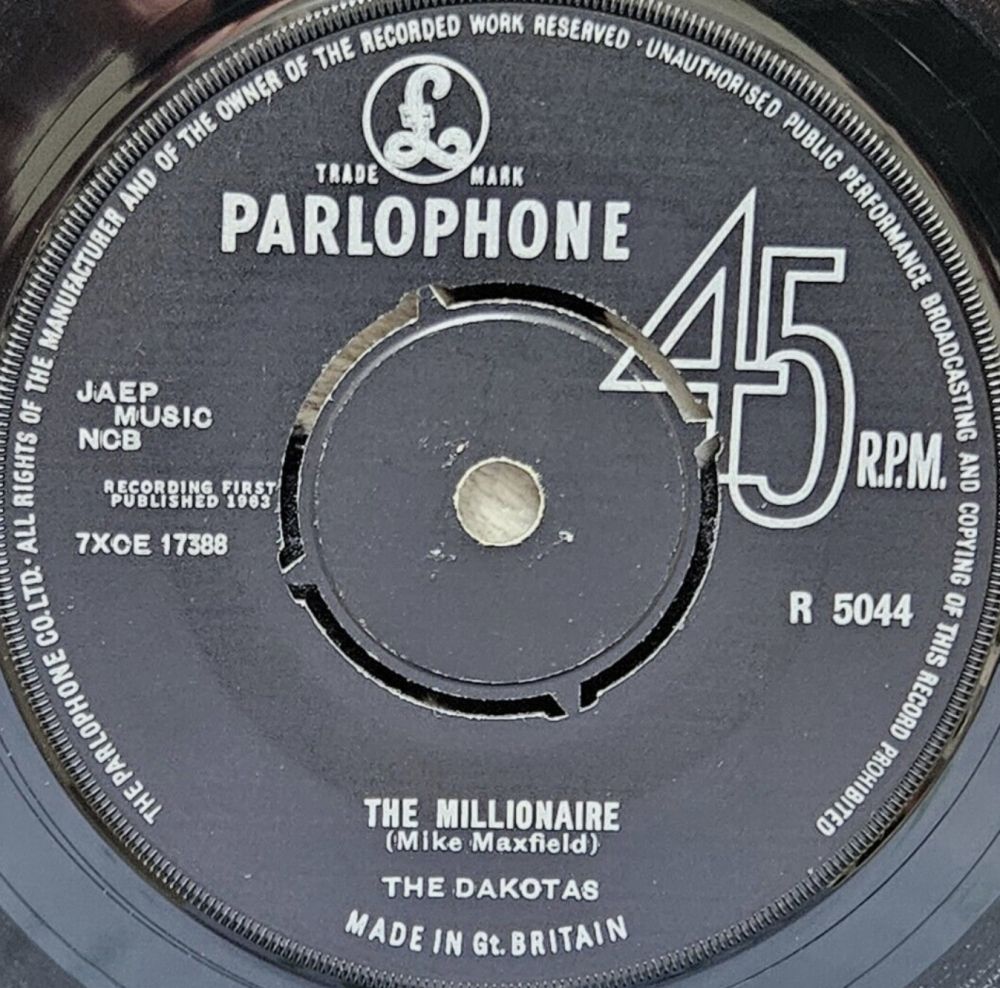 THE PARLOPHONE CO.LTD. · ALL RIGHTS OF THE MANUFACTURER AND OF THE OWNER OF THE RECORDED WORK RESERVED · UNAUTHORISED PUBLIC PERFORMANCE BROADCASTING AND COPYING OF THIS RECORD PROHIBITED
£
TRADE MARK
PARLOPHONE
45
R.P.M.
JAEP
MUSIC
NCB
RECORDING FIRST
PUBLISHED 1963
7XCE 17388
R 5044
THE MILLIONAIRE
(Mike Maxfield)
THE DAKOTAS
MADE IN Gt. BRITAIN